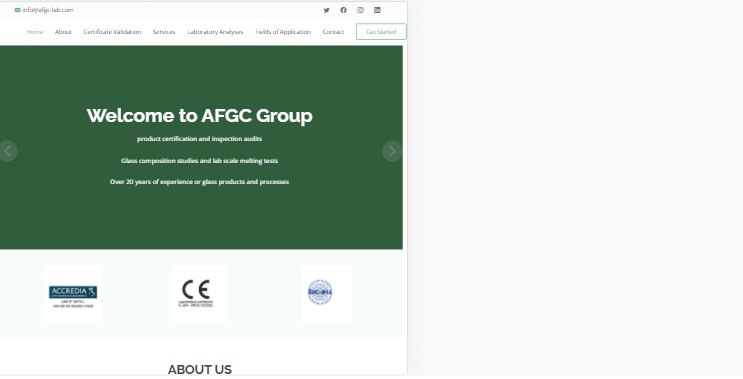 info@afgc-lab.com
Home About Certificate Validation Services Laboratory Analyses Fields of Application Contact Get Started
Welcome to AFGC Group
product certification and inspection audits
Glass composition studies and lab scale melting tests
Over 20 years of experience or glass products and processes
ACCREDIA
CE
ABOUT US